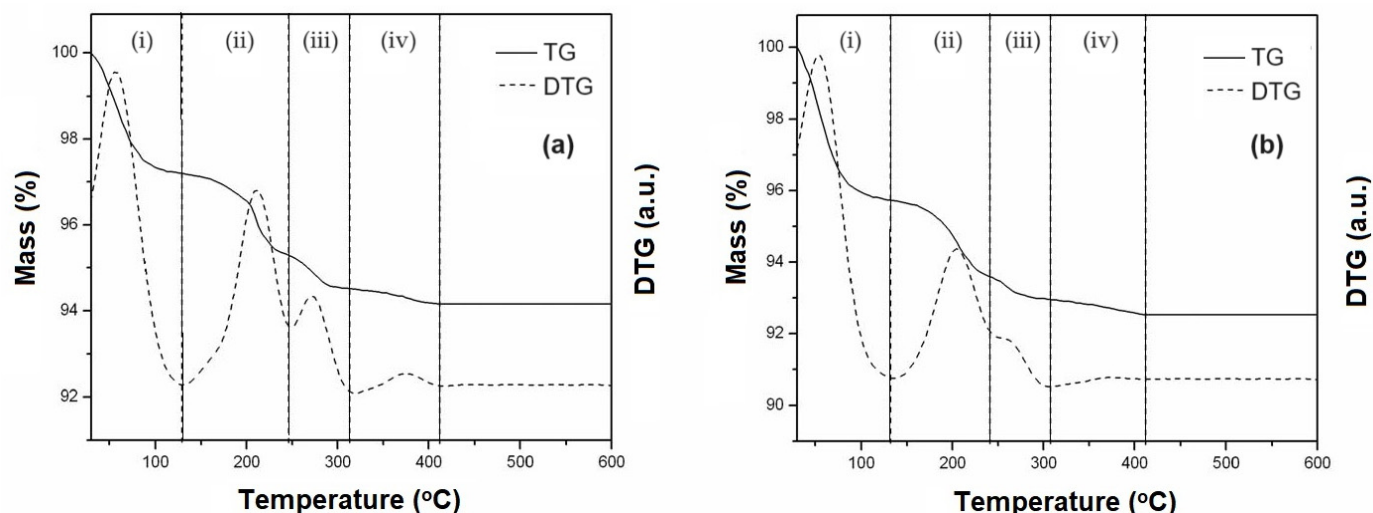 (i) (ii) (iii) (iv)
TG
DTG
(a)
100
98
96
94
92
Mass (%)
DTG (a.u.)
100 200 300 400 500 600
Temperature (oC)
(i) (ii) (iii) (iv)
TG
DTG
(b)
100
98
96
94
92
90
Mass (%)
DTG (a.u.)
100 200 300 400 500 600
Temperature (oC)